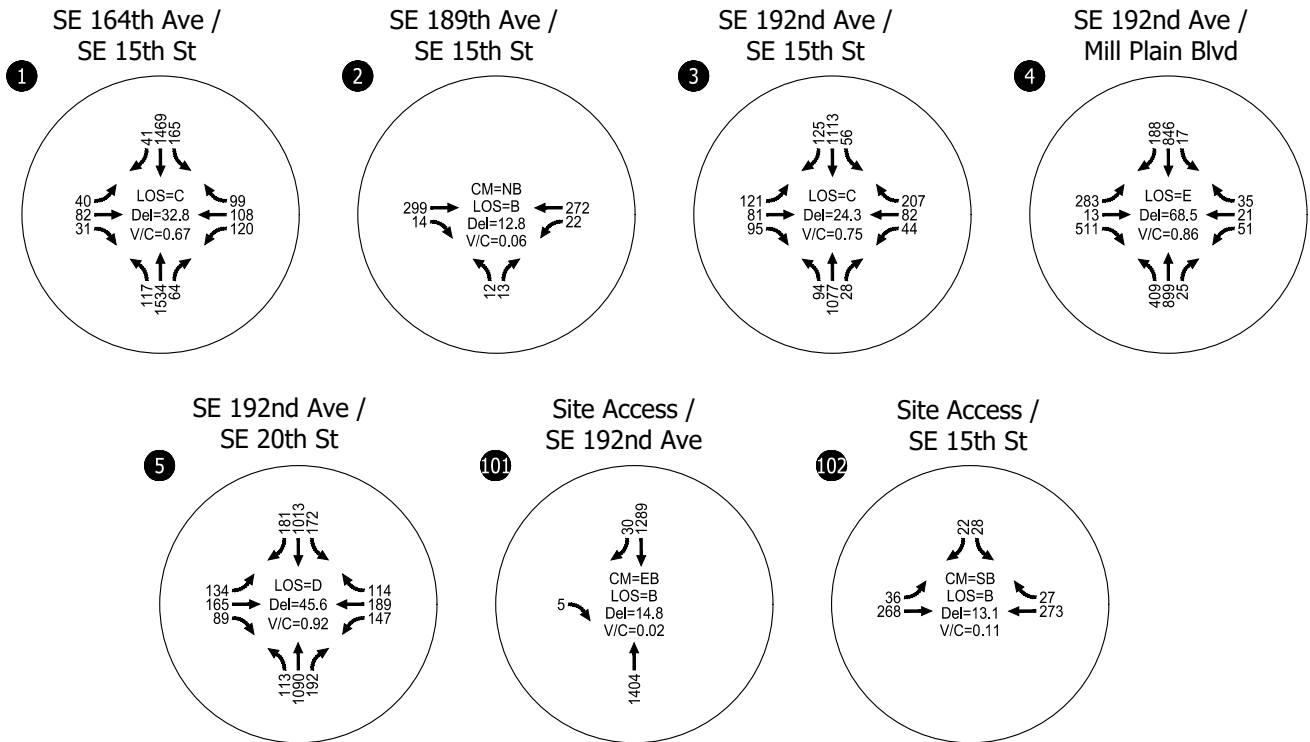 SE 164th Ave /
SE 15th St
1
41
1469
165
40
82
31
LOS=C
Del=32.8
V/C=0.67
99
108
120
117
1534
64
SE 189th Ave /
SE 15th St
2
299
14
CM=NB
LOS=B
Del=12.8
V/C=0.06
272
22
12
13
SE 192nd Ave /
SE 15th St
3
125
1113
56
121
81
95
LOS=C
Del=24.3
V/C=0.75
207
82
44
94
1077
28
SE 192nd Ave /
Mill Plain Blvd
4
188
846
17
283
13
511
LOS=E
Del=68.5
V/C=0.86
35
21
51
409
899
25
SE 192nd Ave /
SE 20th St
5
181
1013
172
134
165
89
LOS=D
Del=45.6
V/C=0.92
114
189
147
113
1090
192
Site Access /
SE 192nd Ave
101
30
1289
5
CM=EB
LOS=B
Del=14.8
V/C=0.02
1404
Site Access /
SE 15th St
102
22
28
36
268
CM=SB
LOS=B
Del=13.1
V/C=0.11
27
273